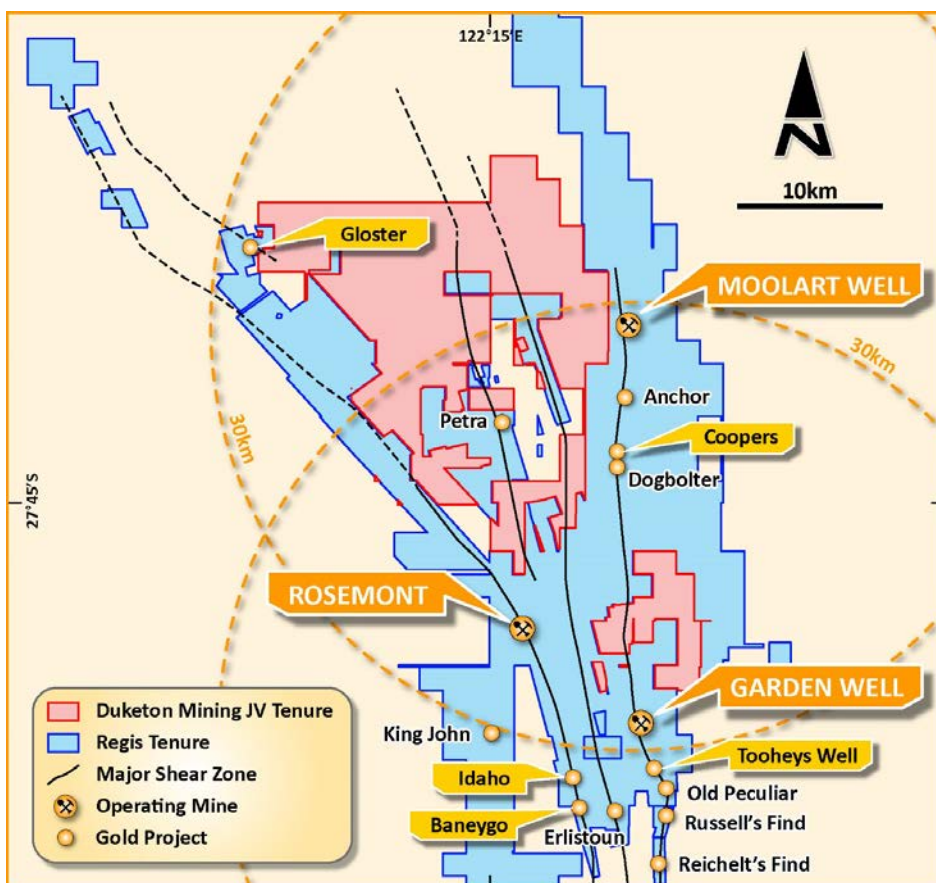 122°15'E
N
10km
Gloster
MOOLART WELL
30km
30km
Anchor
Petra
Coopers
Dogbolter
27°45'S
ROSEMONT
GARDEN WELL
King John
Tooheys Well
Idaho
Old Peculiar
Baneygo
Erlistoun
Russell's Find
Reichelt's Find
Duketon Mining JV Tenure
Regis Tenure
Major Shear Zone
Operating Mine
Gold Project